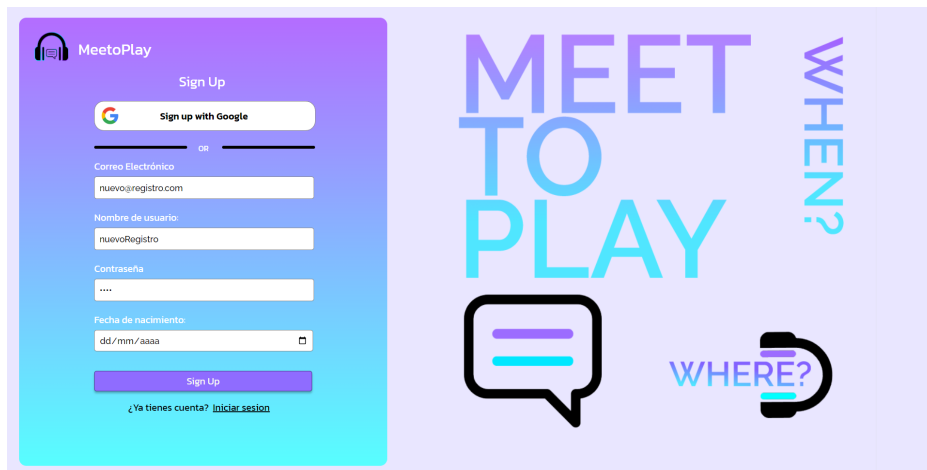 MeetoPlay
Sign Up
Sign up with Google
OR
Correo Electrónico
nuevo@registro.com
Nombre de usuario:
nuevoRegistro
Contraseña
····
Fecha de nacimiento:
dd/mm/aaaa
Sign Up
¿Ya tienes cuenta? Iniciar sesion
MEET
TO
PLAY
WHEN?
WHERE?